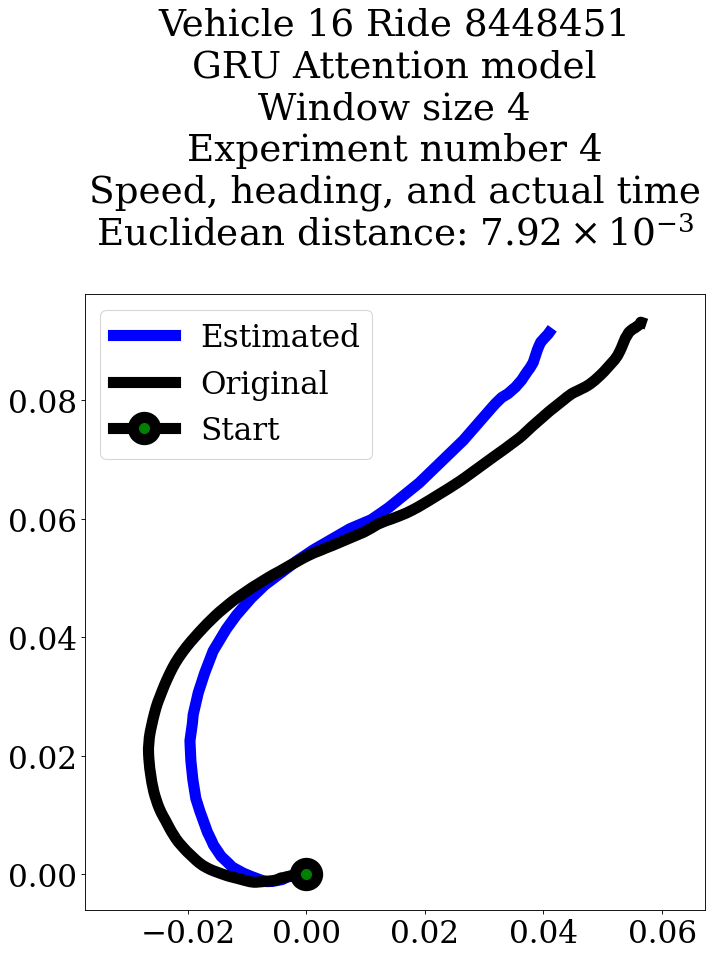 Vehicle 16 Ride 8448451
GRU Attention model
Window size 4
Experiment number 4
Speed, heading, and actual time
Euclidean distance: 7.92 × 10⁻³
Estimated
Original
Start
0.08
0.06
0.04
0.02
0.00
−0.02 0.00 0.02 0.04 0.06